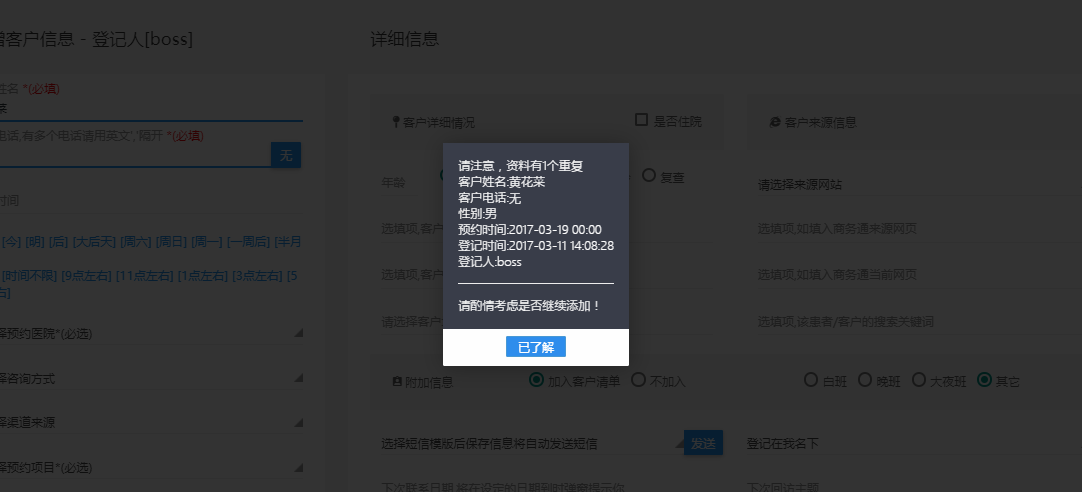 增客户信息 - 登记人[boss]
详细信息
姓名 *(必填)
菜
电话,有多个电话请用英文','隔开 *(必填)
无
时间
[今] [明] [后] [大后天] [周六] [周日] [周一] [一周后] [半月
[时间不限] [9点左右] [11点左右] [1点左右] [3点左右] [5
右]
择预约医院*(必选)
择咨询方式
择渠道来源
择预约项目*(必选)
客户详细情况
是否住院
客户来源信息
年龄
复查
请选择来源网站
选填项,客户
选填项,如填入商务通来源网页
选填项,客户
选填项,如填入商务通当前网页
请选择客户
选填项,该患者/客户的搜索关键词
请注意，资料有1个重复
客户姓名:黄花菜
客户电话:无
性别:男
预约时间:2017-03-19 00:00
登记时间:2017-03-11 14:08:28
登记人:boss
请酌情考虑是否继续添加！
已了解
附加信息
加入客户清单
不加入
白班
晚班
大夜班
其它
选择短信模版后保存信息将自动发送短信
发送
登记在我名下
下次联系日期,将在设定的日期到时弹窗提示你
下次回访主题